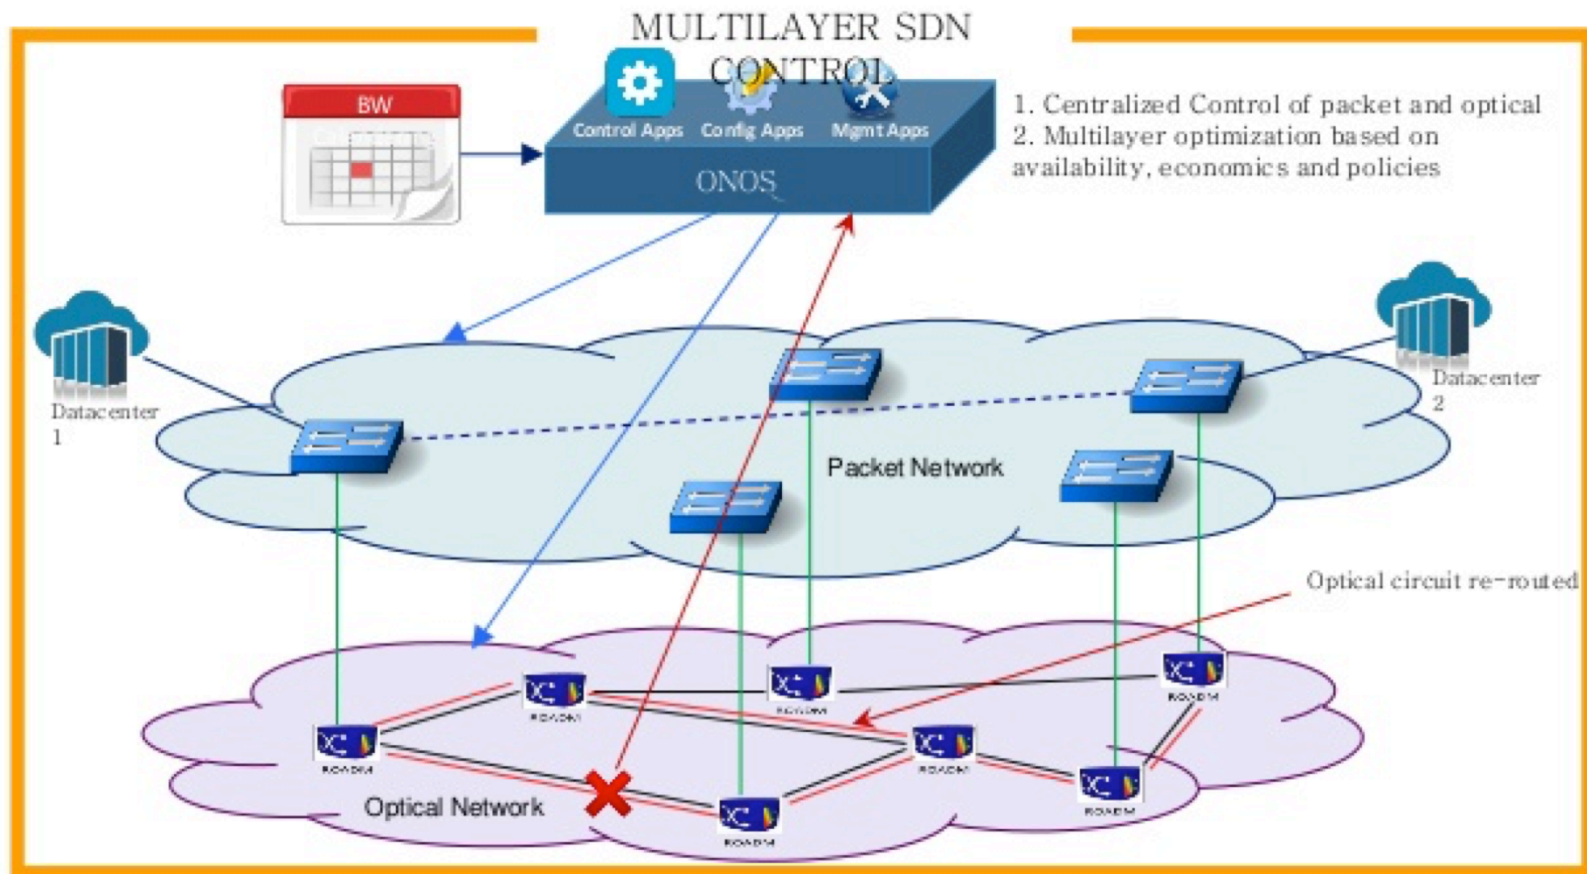 MULTILAYER SDN
CONTROL
BW
Control Apps
Config Apps
Mgmt Apps
ONOS
1. Centralized Control of packet and optical
2. Multilayer optimization based on
availability, economics and policies
Datacenter
1
Datacenter
2
Packet Network
Optical circuit re-routed
ROADM
ROADM
ROADM
ROADM
ROADM
ROADM
ROADM
Optical Network